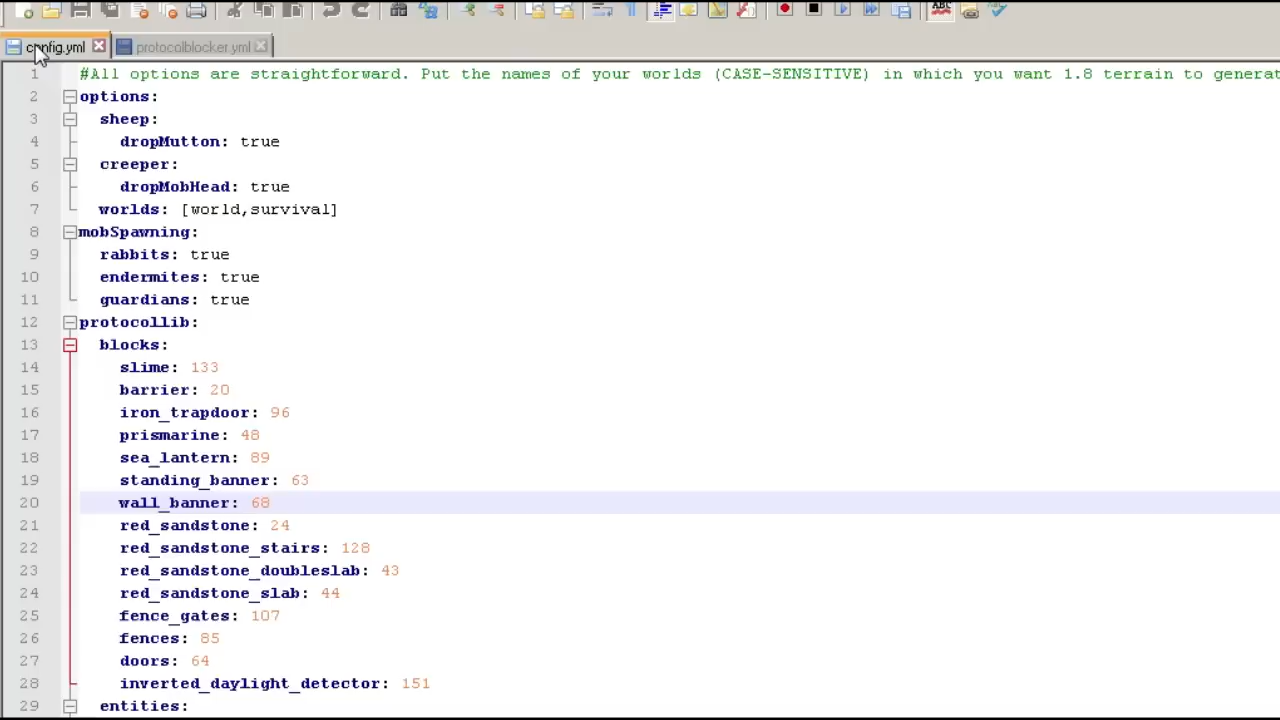 config.yml protocolblocker.yml
1 #All options are straightforward. Put the names of your worlds (CASE-SENSITIVE) in which you want 1.8 terrain to generat
2 options:
3 sheep:
4 dropMutton: true
5 creeper:
6 dropMobHead: true
7 worlds: [world,survival]
8 mobSpawning:
9 rabbits: true
10 endermites: true
11 guardians: true
12 protocollib:
13 blocks:
14 slime: 133
15 barrier: 20
16 iron_trapdoor: 96
17 prismarine: 48
18 sea_lantern: 89
19 standing_banner: 63
20 wall_banner: 68
21 red_sandstone: 24
22 red_sandstone_stairs: 128
23 red_sandstone_doubleslab: 43
24 red_sandstone_slab: 44
25 fence_gates: 107
26 fences: 85
27 doors: 64
28 inverted_daylight_detector: 151
29 entities: